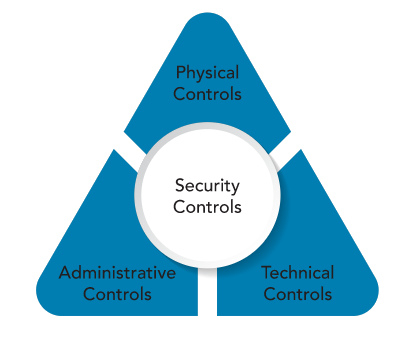 Physical
Controls
Security
Controls
Administrative
Controls
Technical
Controls